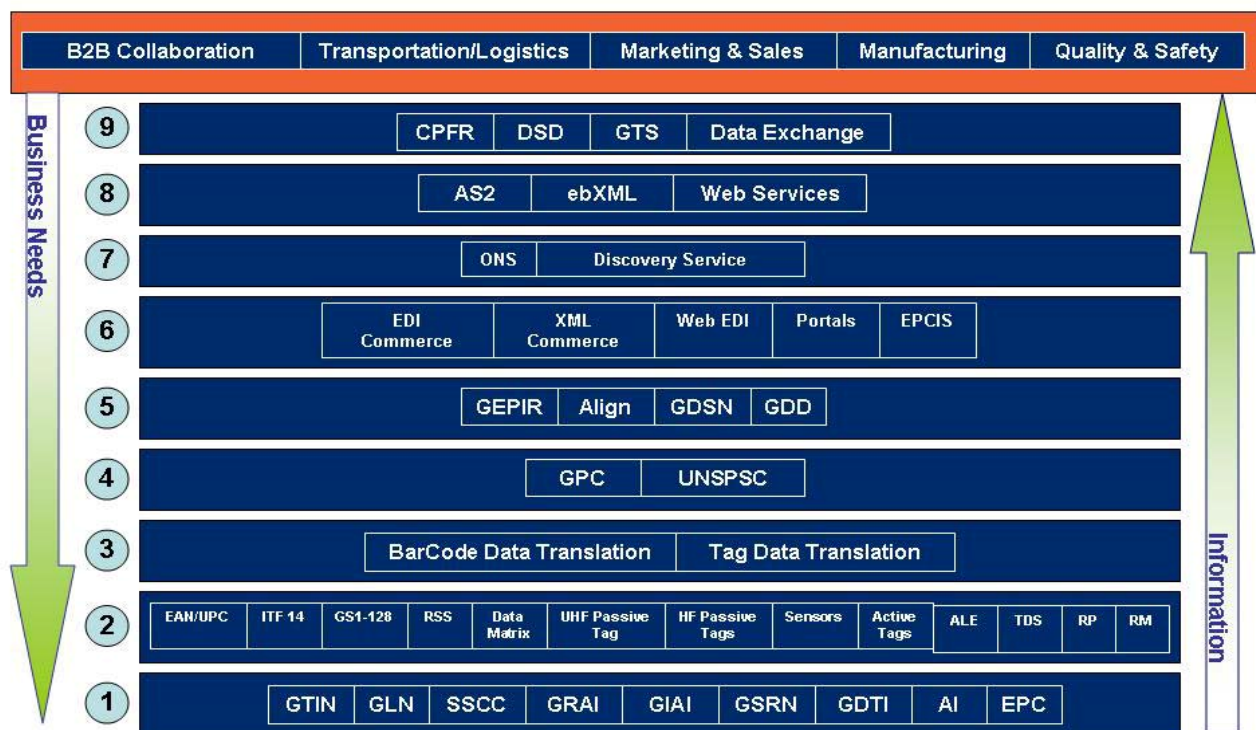 B2B Collaboration Transportation/Logistics Marketing & Sales Manufacturing Quality & Safety
Business Needs
9 CPFR DSD GTS Data Exchange
8 AS2 ebXML Web Services
7 ONS Discovery Service
6 EDI Commerce XML Commerce Web EDI Portals EPCIS
5 GEPIR Align GDSN GDD
4 GPC UNSPSC
3 BarCode Data Translation Tag Data Translation
2 EAN/UPC ITF 14 GS1-128 RSS Data Matrix UHF Passive Tag HF Passive Tags Sensors Active Tags ALE TDS RP RM
1 GTIN GLN SSCC GRAI GIAI GSRN GDTI AI EPC
Information